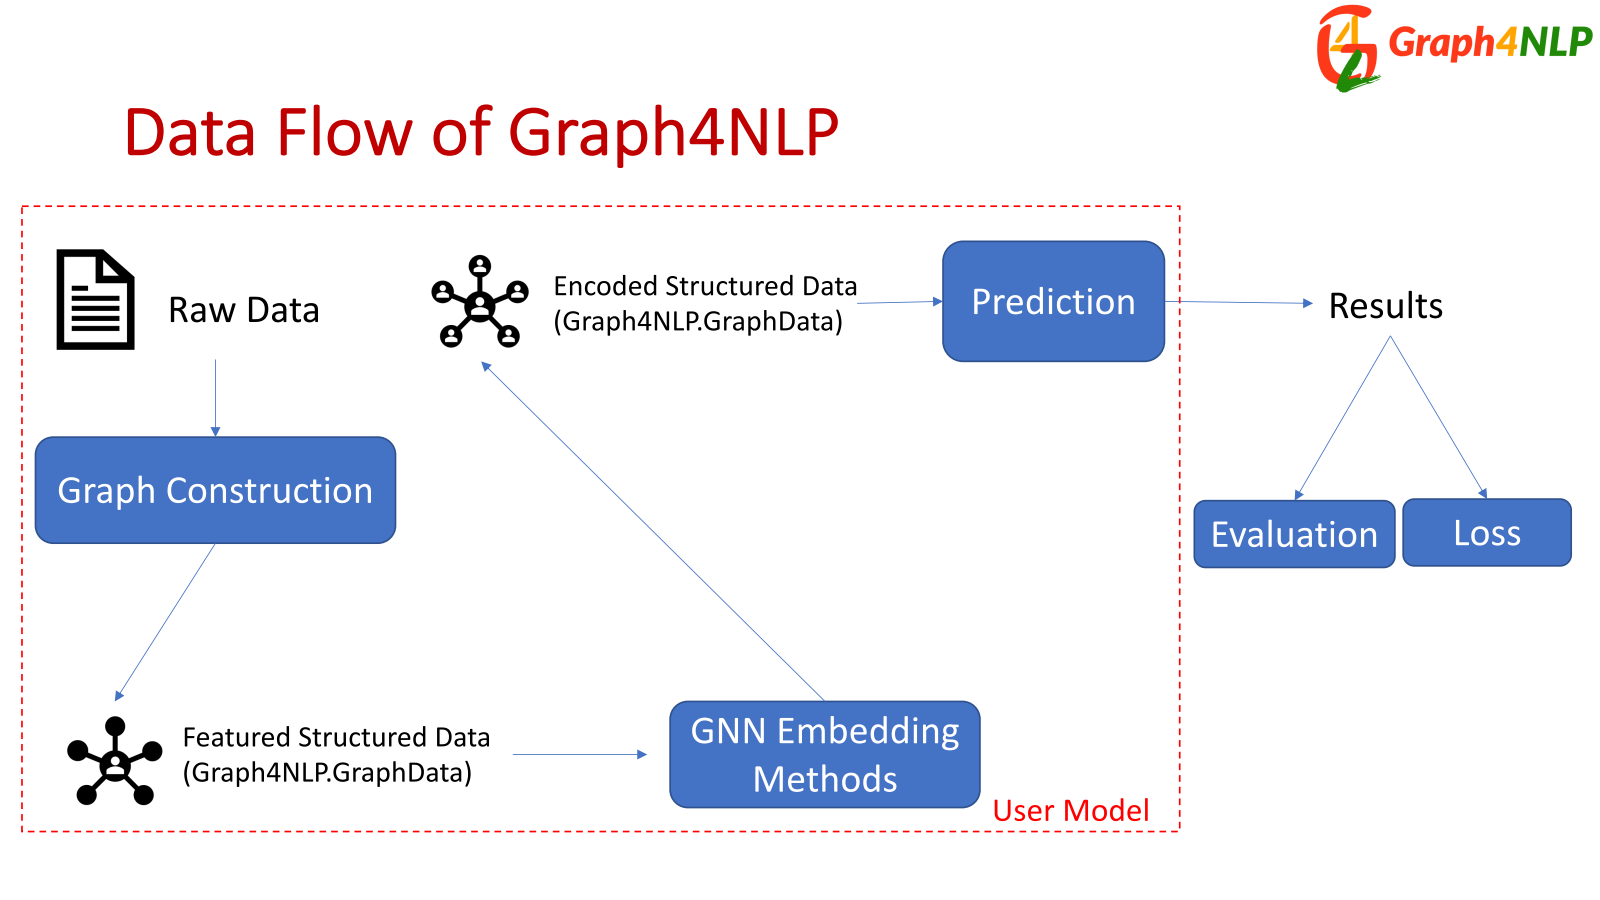 Graph4NLP
Data Flow of Graph4NLP
Raw Data
Encoded Structured Data
(Graph4NLP.GraphData)
Prediction
Results
Graph Construction
Evaluation
Loss
Featured Structured Data
(Graph4NLP.GraphData)
GNN Embedding
Methods
User Model